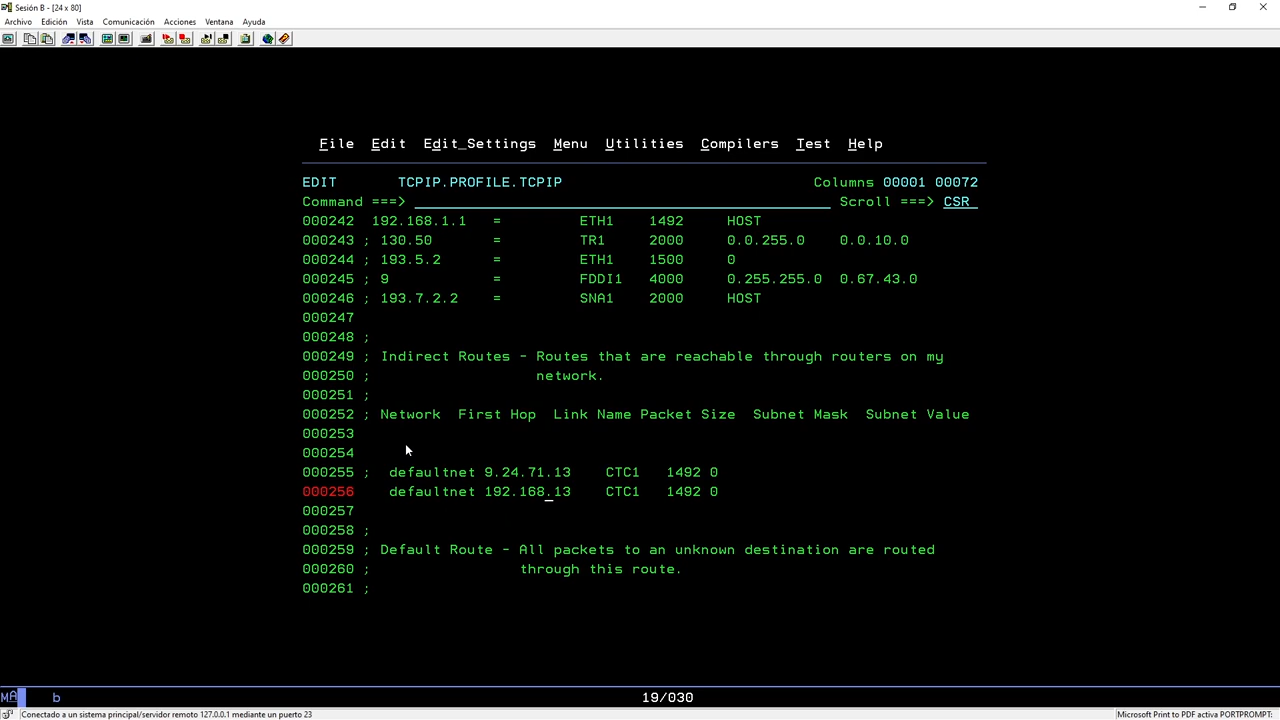 Sesión B - [24 x 80]
Archivo Edición Vista Comunicación Acciones Ventana Ayuda
File Edit Edit_Settings Menu Utilities Compilers Test Help
EDIT TCPIP.PROFILE.TCPIP Columns 00001 00072
Command ===> Scroll ===> CSR
000242 192.168.1.1 = ETH1 1492 HOST
000243 ; 130.50 = TR1 2000 0.0.255.0 0.0.10.0
000244 ; 193.5.2 = ETH1 1500 0
000245 ; 9 = FDDI1 4000 0.255.255.0 0.67.43.0
000246 ; 193.7.2.2 = SNA1 2000 HOST
000247
000248 ;
000249 ; Indirect Routes - Routes that are reachable through routers on my
000250 ; network.
000251 ;
000252 ; Network First Hop Link Name Packet Size Subnet Mask Subnet Value
000253
000254
000255 ; defaultnet 9.24.71.13 CTC1 1492 0
000256 defaultnet 192.168.13 CTC1 1492 0
000257
000258 ;
000259 ; Default Route - All packets to an unknown destination are routed
000260 ; through this route.
000261 ;
MA b 19/030
Conectado a un sistema principal/servidor remoto 127.0.0.1 mediante un puerto 23 Microsoft Print to PDF activa PORTPROMPT: